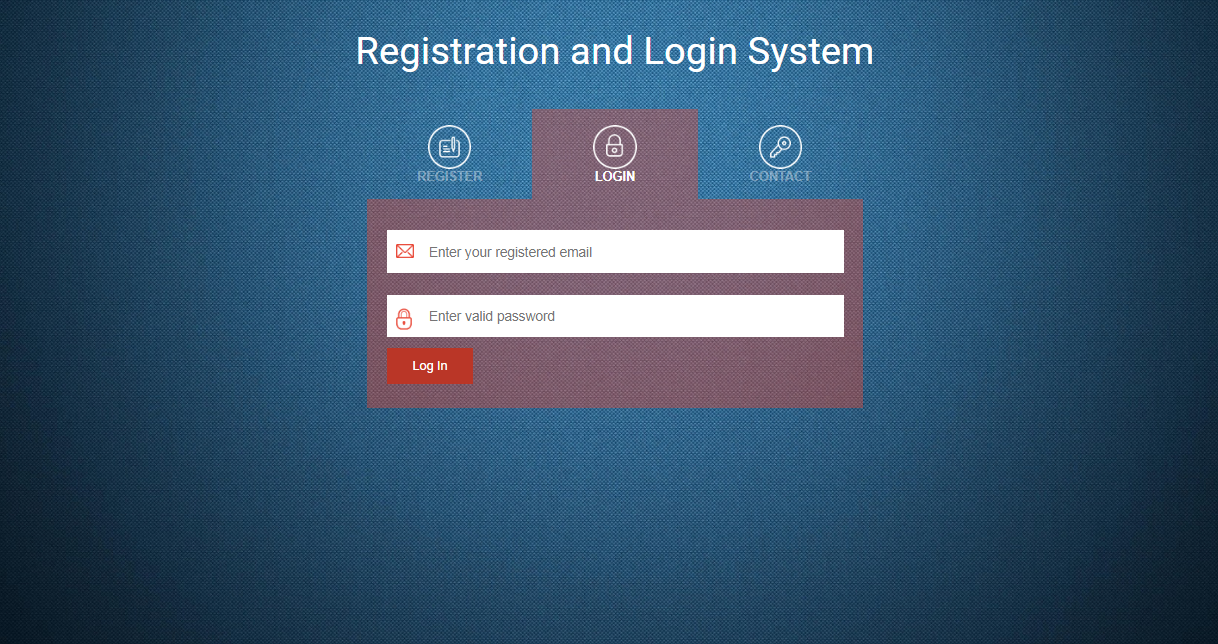 Registration and Login System
REGISTER LOGIN CONTACT
Enter your registered email
Enter valid password
Log In